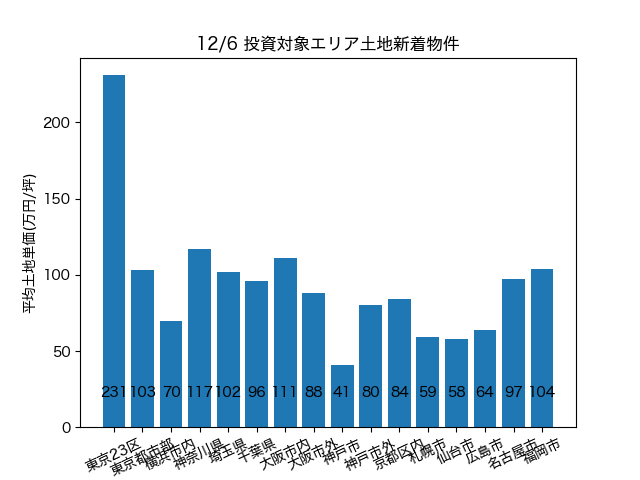 12/6 投資対象エリア土地新着物件
平均土地単価(万円/坪)
200
150
100
50
0
231 103 70 117 102 96 111 88 41 80 84 59 58 64 97 104
東京23区 東京都市部 横浜市内 神奈川県 埼玉県 千葉県 大阪市内 大阪市外 神戸市 神戸市外 京都区内 札幌市 仙台市 広島市 名古屋市 福岡市